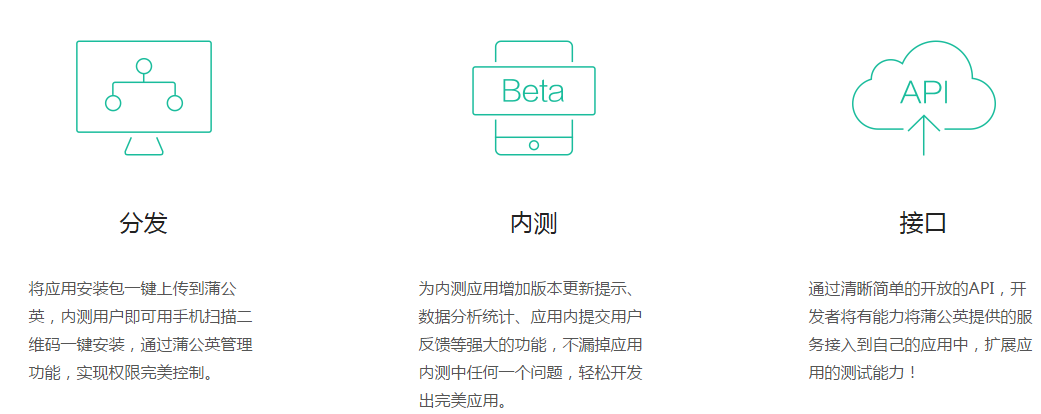 Beta
API
分发
将应用安装包一键上传到蒲公
英，内测用户即可用手机扫描二
维码一键安装，通过蒲公英管理
功能，实现权限完美控制。
内测
为内测应用增加版本更新提示、
数据分析统计、应用内提交用户
反馈等强大的功能，不漏掉应用
内测中任何一个问题，轻松开发
出完美应用。
接口
通过清晰简单的开放的API，开
发者将有能力将蒲公英提供的服
务接入到自己的应用中，扩展应
用的测试能力！